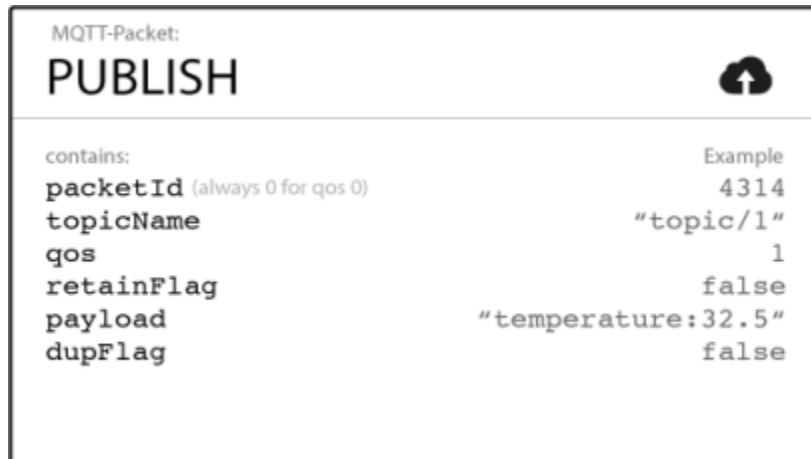 MQTT-Packet:
PUBLISH
contains: Example
packetId (always 0 for qos 0) 4314
topicName “topic/1“
qos 1
retainFlag false
payload “temperature:32.5“
dupFlag false